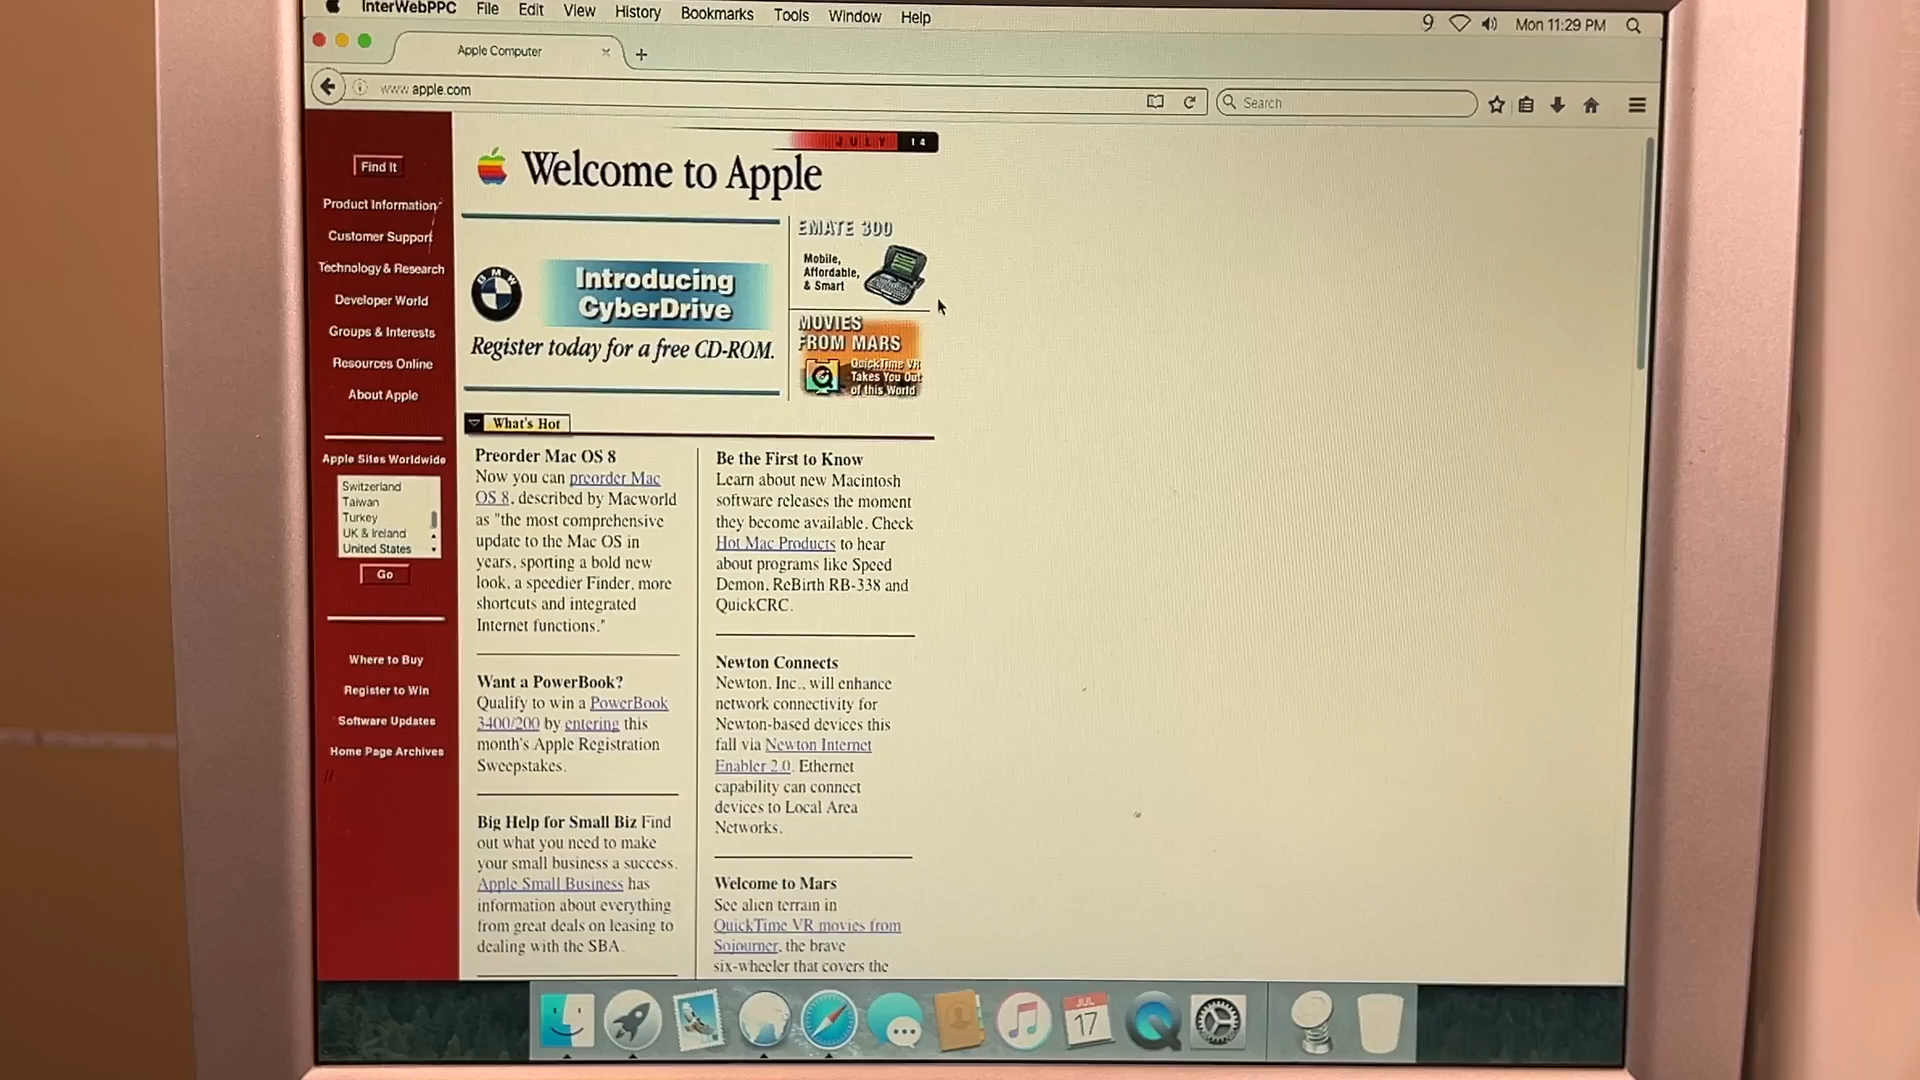 InterWebPPC File Edit View History Bookmarks Tools Window Help
9 Mon 11:29 PM
Apple Computer
www.apple.com
Search
Find It
Product Information
Customer Support
Technology & Research
Developer World
Groups & Interests
Resources Online
About Apple
Apple Sites Worldwide
Switzerland
Taiwan
Turkey
UK & Ireland
United States
Go
Where to Buy
Register to Win
Software Updates
Home Page Archives
JULY 14
Welcome to Apple
BMW
Introducing
CyberDrive
Register today for a free CD-ROM.
EMATE 300
Mobile,
Affordable,
& Smart
MOVIES
FROM MARS
QuickTime VR
Takes You Out
of this World
What's Hot
Preorder Mac OS 8
Now you can preorder Mac
OS 8, described by Macworld
as "the most comprehensive
update to the Mac OS in
years, sporting a bold new
look, a speedier Finder, more
shortcuts and integrated
Internet functions."
Want a PowerBook?
Qualify to win a PowerBook
3400/200 by entering this
month's Apple Registration
Sweepstakes.
Big Help for Small Biz Find
out what you need to make
your small business a success.
Apple Small Business has
information about everything
from great deals on leasing to
dealing with the SBA.
Be the First to Know
Learn about new Macintosh
software releases the moment
they become available. Check
Hot Mac Products to hear
about programs like Speed
Demon, ReBirth RB-338 and
QuickCRC.
Newton Connects
Newton, Inc., will enhance
network connectivity for
Newton-based devices this
fall via Newton Internet
Enabler 2.0. Ethernet
capability can connect
devices to Local Area
Networks.
Welcome to Mars
See alien terrain in
QuickTime VR movies from
Sojourner, the brave
six-wheeler that covers the
JUL
17